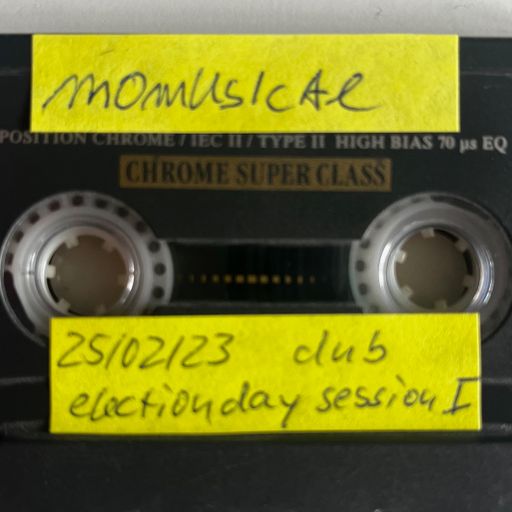 momusical
POSITION CHROME / IEC II / TYPE II HIGH BIAS 70 µs EQ
CHROME SUPER CLASS
25/02/23 dub
electionday session I